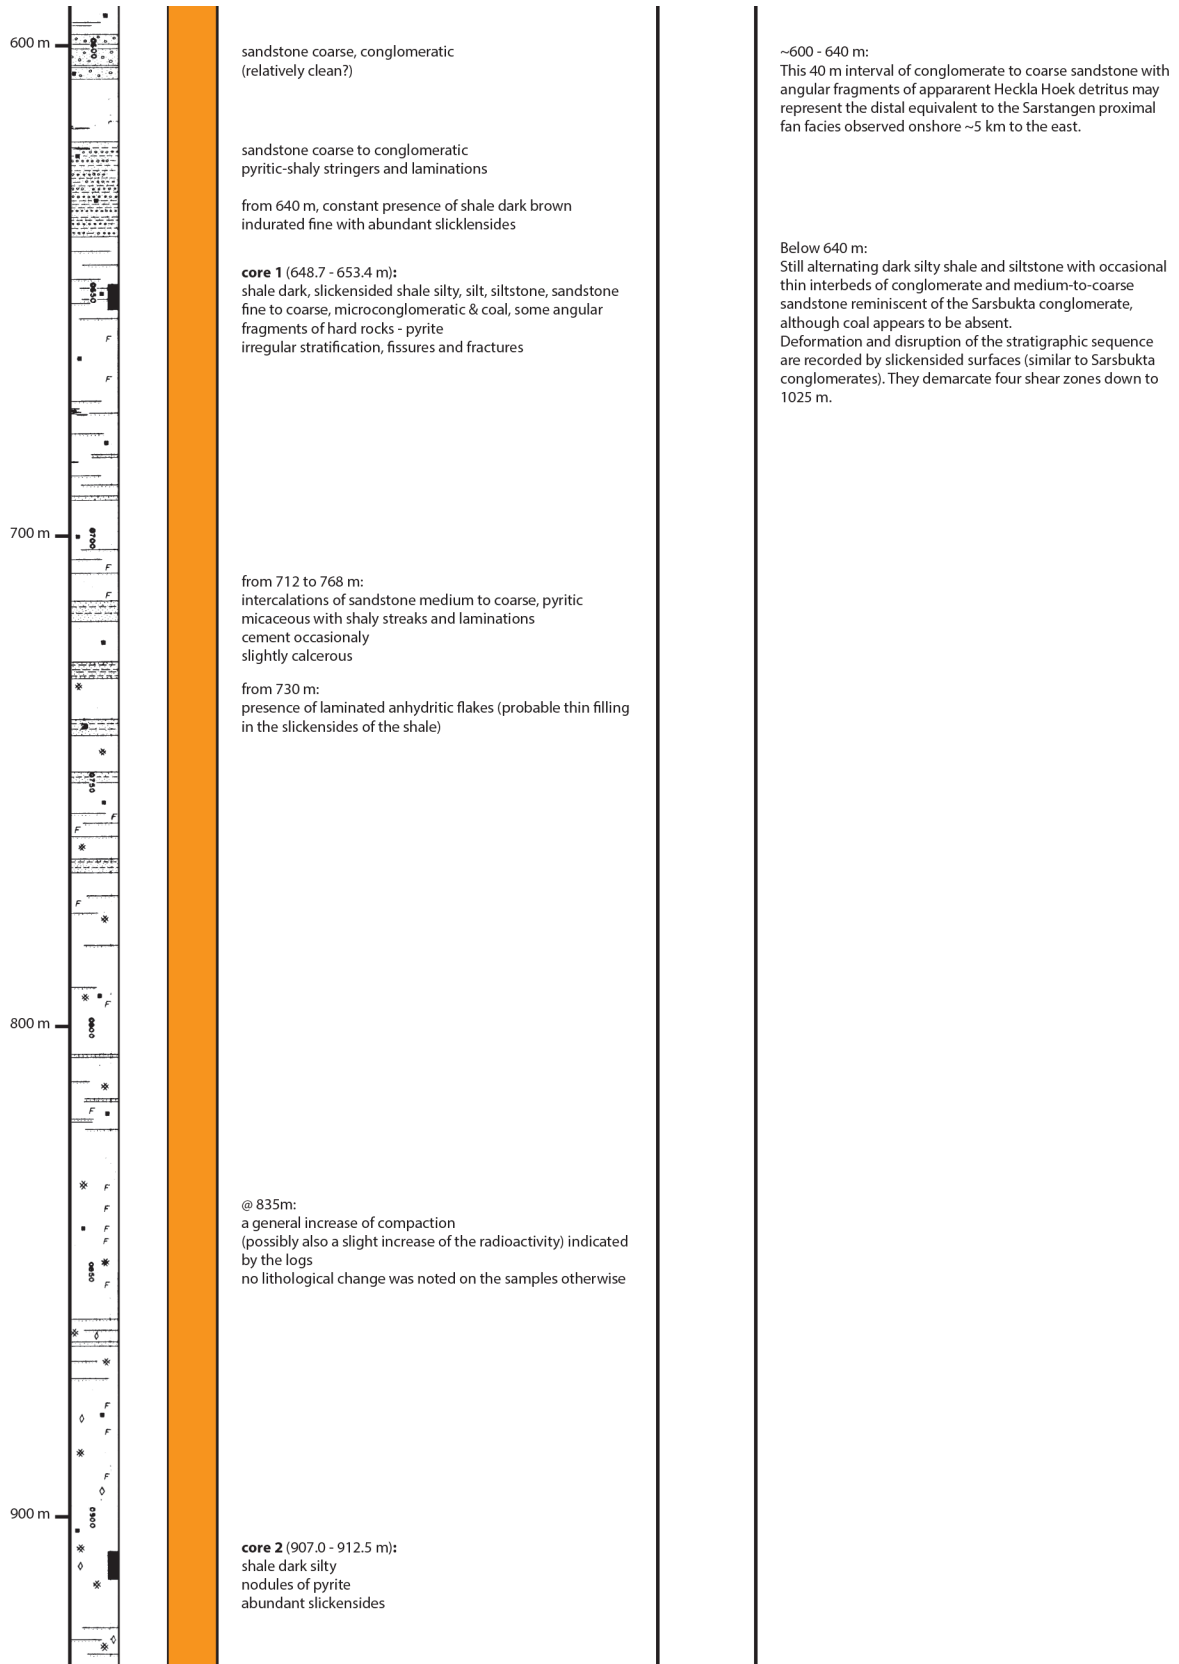 600 m
sandstone coarse, conglomeratic
(relatively clean?)
~600 - 640 m:
This 40 m interval of conglomerate to coarse sandstone with
angular fragments of appararent Heckla Hoek detritus may
represent the distal equivalent to the Sarstangen proximal
fan facies observed onshore ~5 km to the east.
sandstone coarse to conglomeratic
pyritic-shaly stringers and laminations
from 640 m, constant presence of shale dark brown
indurated fine with abundant slicklensides
Below 640 m:
Still alternating dark silty shale and siltstone with occasional
thin interbeds of conglomerate and medium-to-coarse
sandstone reminiscent of the Sarsbukta conglomerate,
although coal appears to be absent.
Deformation and disruption of the stratigraphic sequence
are recorded by slickensided surfaces (similar to Sarsbukta
conglomerates). They demarcate four shear zones down to
1025 m.
core 1 (648.7 - 653.4 m):
shale dark, slickensided shale silty, silt, siltstone, sandstone
fine to coarse, microconglomeratic & coal, some angular
fragments of hard rocks - pyrite
irregular stratification, fissures and fractures
F
F
700 m
0700
F
F
from 712 to 768 m:
intercalations of sandstone medium to coarse, pyritic
micaceous with shaly streaks and laminations
cement occasionaly
slightly calcerous
from 730 m:
presence of laminated anhydritic flakes (probable thin filling
in the slickensides of the shale)
0750
F
F
F
F
800 m
F
F
F
F
F
@ 835m:
a general increase of compaction
(possibly also a slight increase of the radioactivity) indicated
by the logs
no lithological change was noted on the samples otherwise
0850
F
F
F
F
900 m
0900
core 2 (907.0 - 912.5 m):
shale dark silty
nodules of pyrite
abundant slickensides